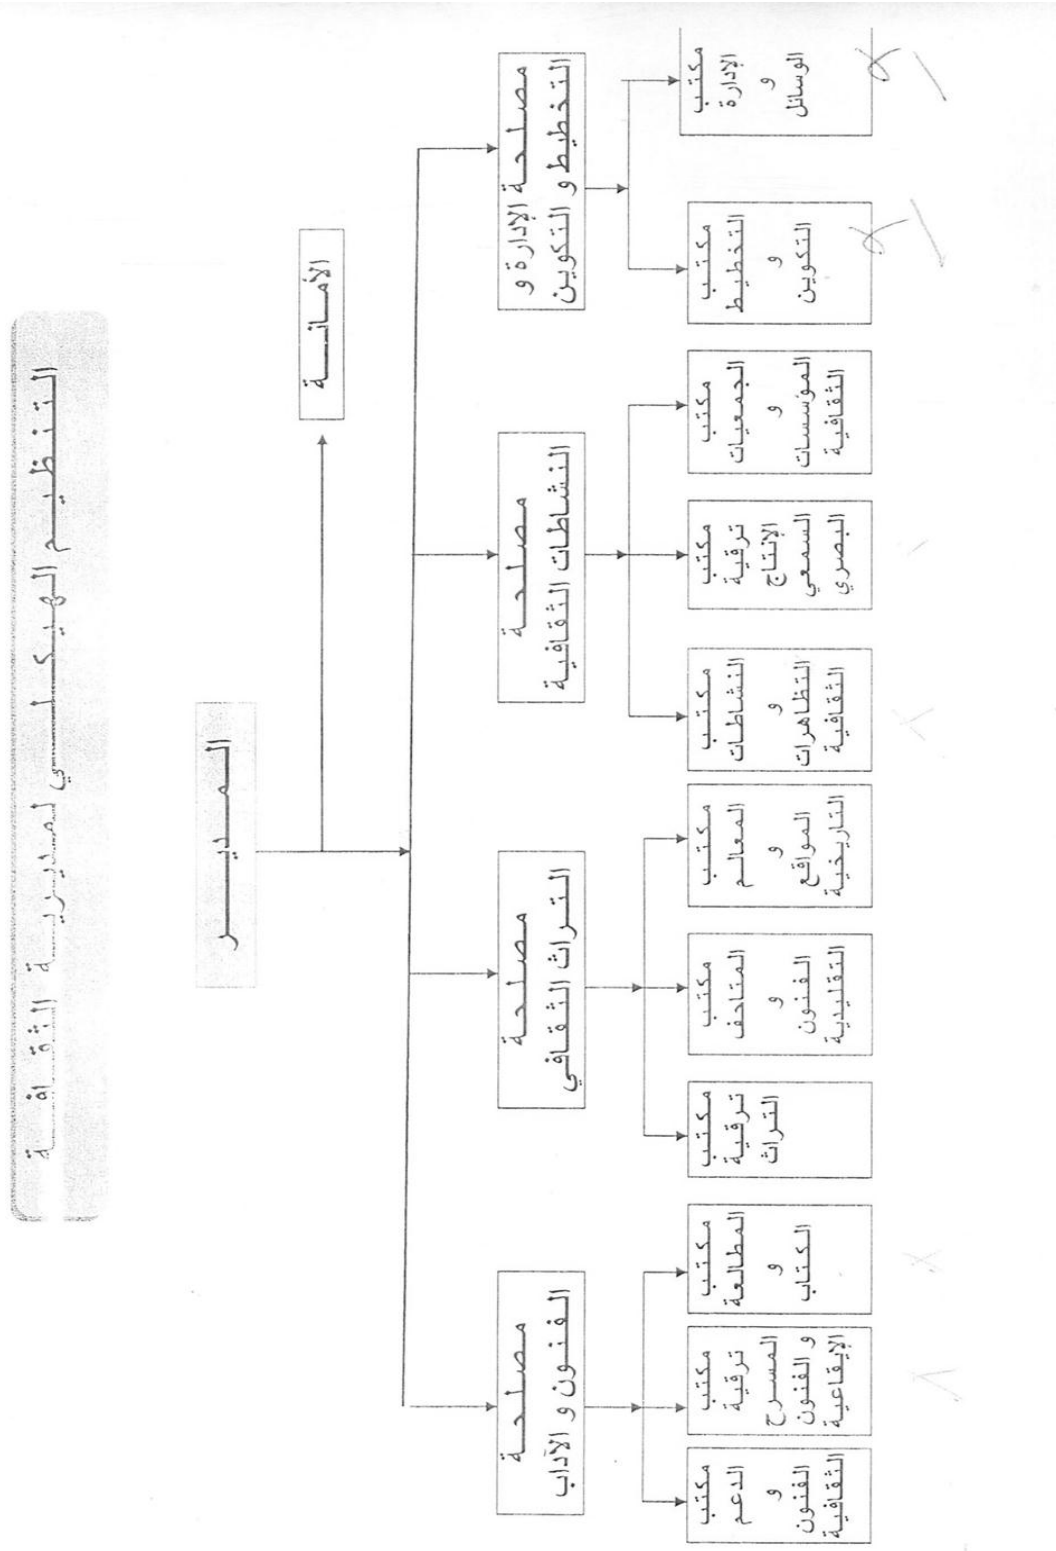 التنظيم الهيكلي لمديرية الثقافة
المدير
الأمانة
مصلحة الإدارة و
التخطيط و التكوين
مصلحة
النشاطات الثقافية
مصلحة
التراث الثقافي
مصلحة
الفنون و الآداب
مكتب
الإدارة
و
الوسائل
مكتب
التخطيط
و
التكوين
مكتب
الجمعيات
و
المؤسسات
الثقافية
مكتب
ترقية
الإنتاج
السمعي
البصري
مكتب
النشاطات
و
التظاهرات
الثقافية
مكتب
المعالم
و
المواقع
التاريخية
مكتب
المتاحف
و
الفنون
التقليدية
مكتب
ترقية
التراث
مكتب
المطالعة
و
الكتاب
مكتب
ترقية
المسرح
و الفنون
الإيقاعية
مكتب
الدعم
و
الفنون
الثقافية